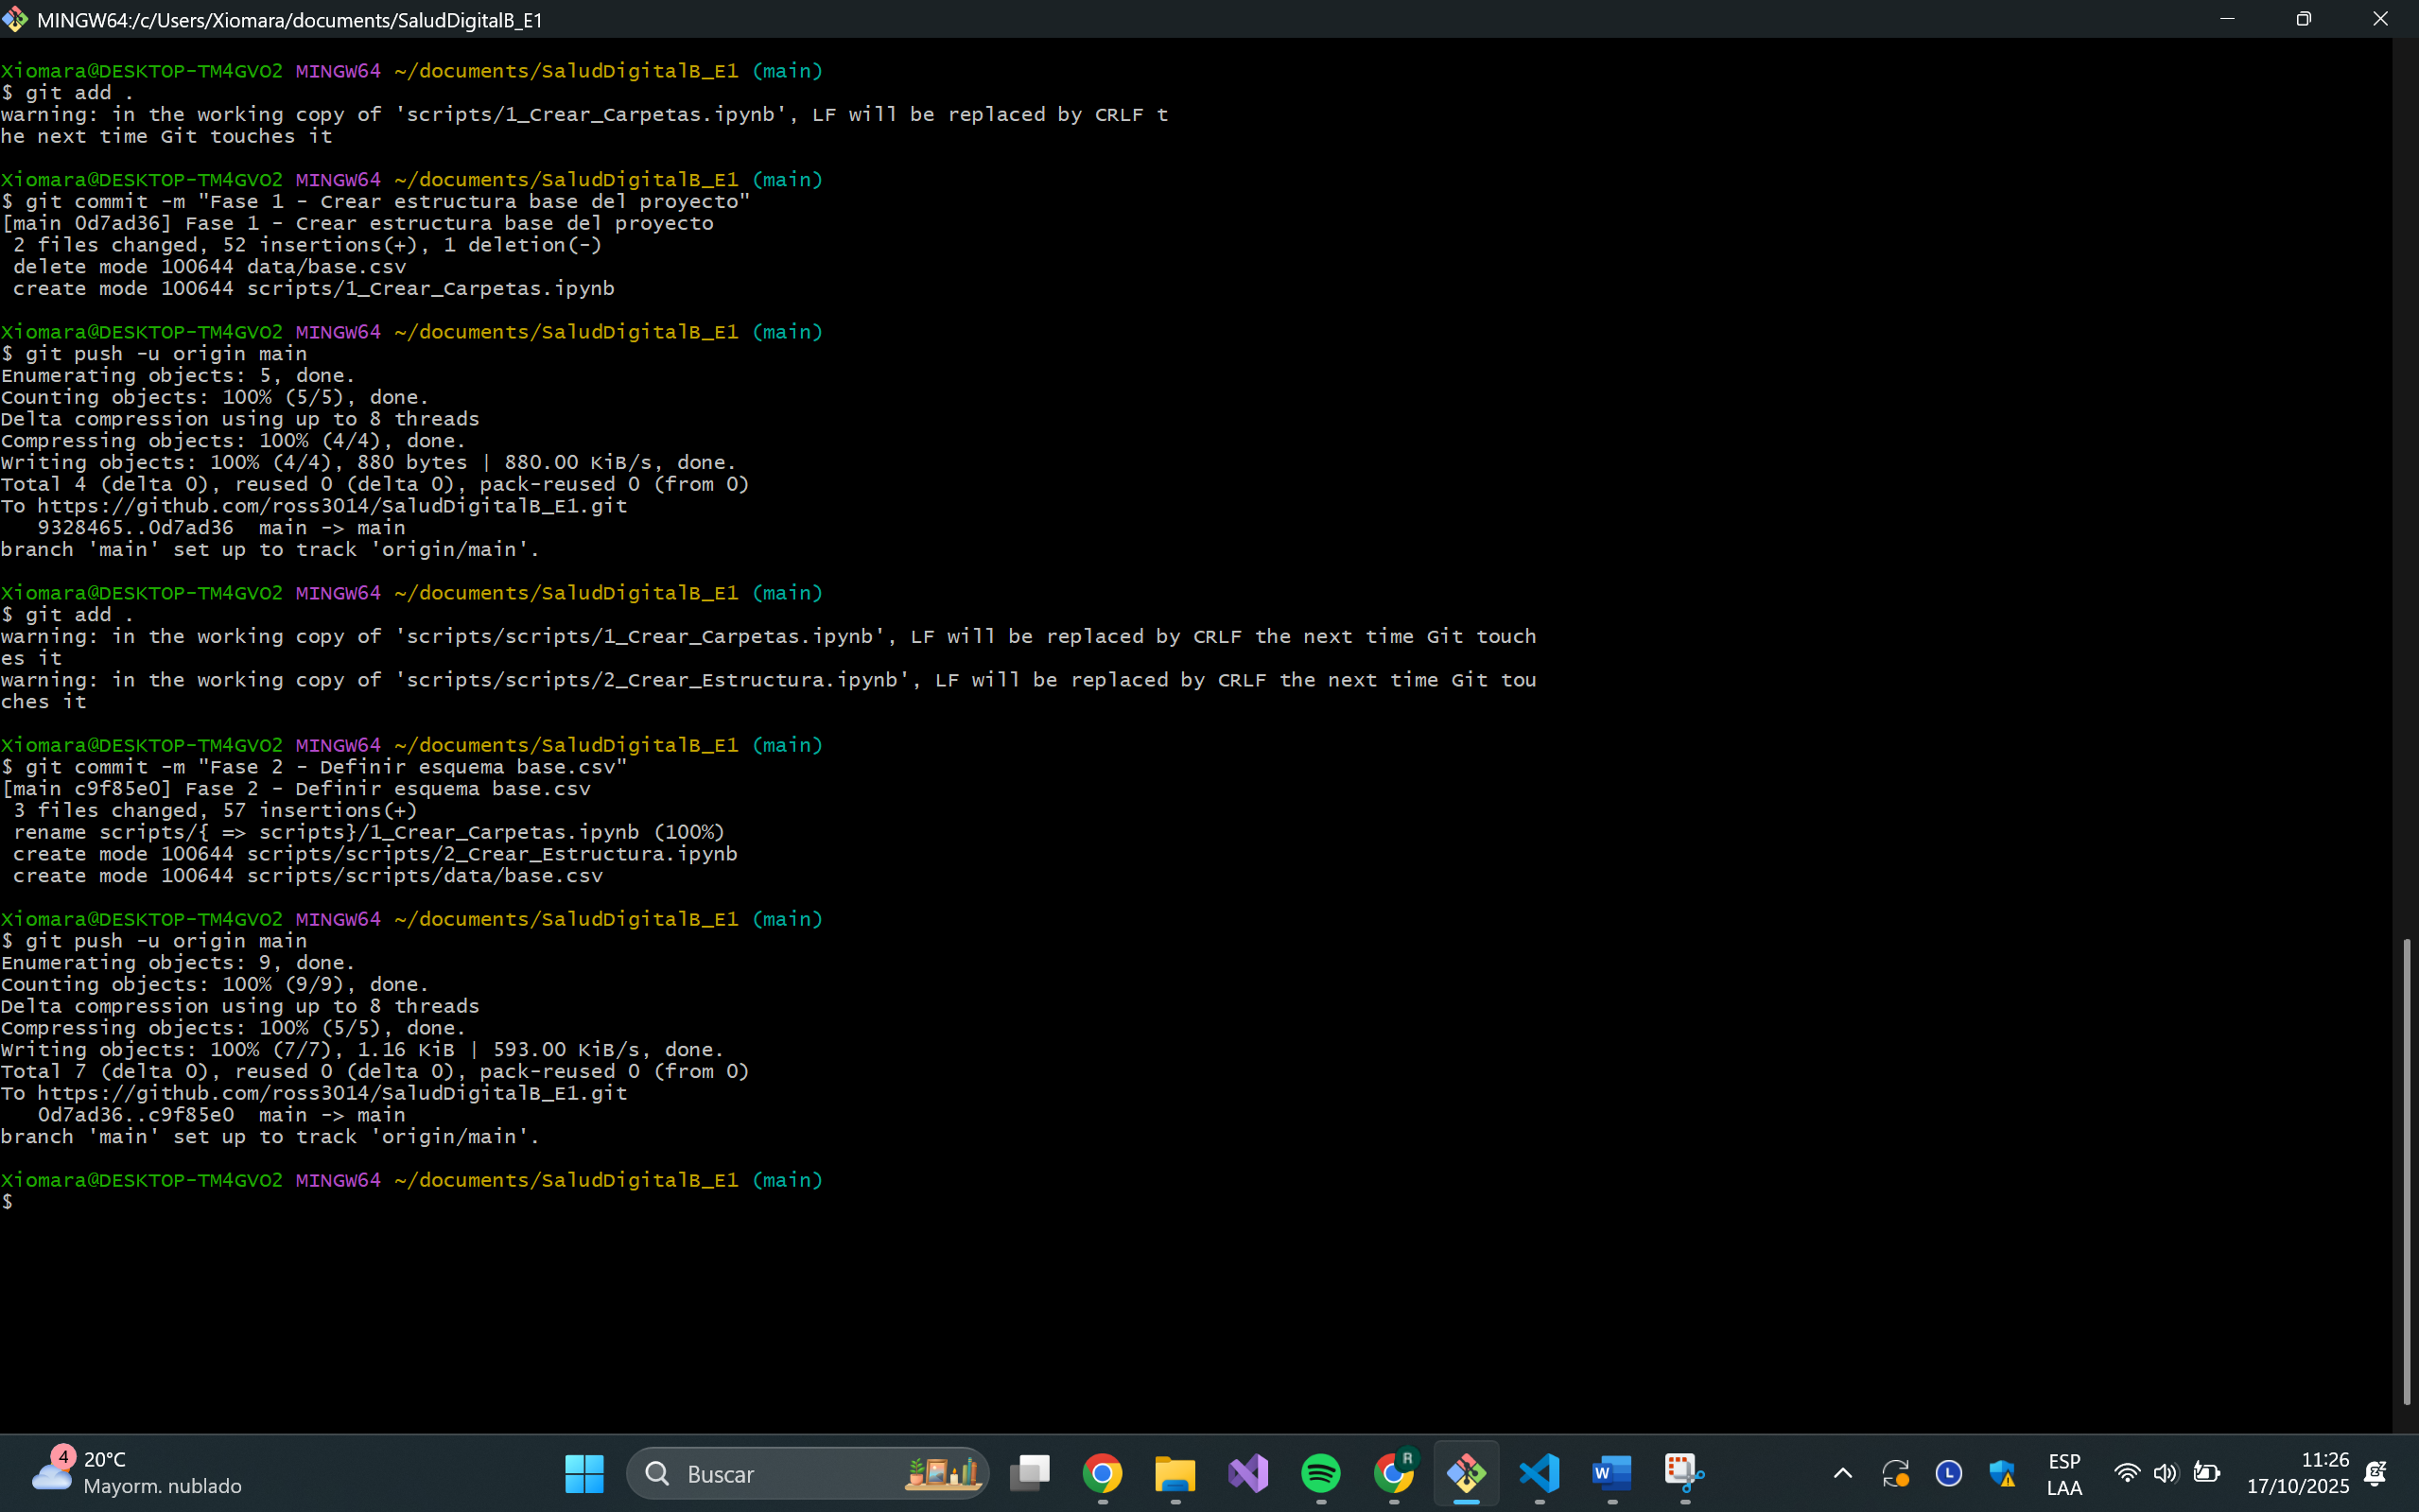 MINGW64:/c/Users/Xiomara/documents/SaludDigitalB_E1
Xiomara@DESKTOP-TM4GVO2 MINGW64 ~/documents/SaludDigitalB_E1 (main)
$ git add .
warning: in the working copy of 'scripts/1_Crear_Carpetas.ipynb', LF will be replaced by CRLF t
he next time Git touches it
Xiomara@DESKTOP-TM4GVO2 MINGW64 ~/documents/SaludDigitalB_E1 (main)
$ git commit -m "Fase 1 - Crear estructura base del proyecto"
[main 0d7ad36] Fase 1 - Crear estructura base del proyecto
2 files changed, 52 insertions(+), 1 deletion(-)
delete mode 100644 data/base.csv
create mode 100644 scripts/1_Crear_Carpetas.ipynb
Xiomara@DESKTOP-TM4GVO2 MINGW64 ~/documents/SaludDigitalB_E1 (main)
$ git push -u origin main
Enumerating objects: 5, done.
Counting objects: 100% (5/5), done.
Delta compression using up to 8 threads
Compressing objects: 100% (4/4), done.
Writing objects: 100% (4/4), 880 bytes | 880.00 KiB/s, done.
Total 4 (delta 0), reused 0 (delta 0), pack-reused 0 (from 0)
To https://github.com/ross3014/SaludDigitalB_E1.git
9328465..0d7ad36  main -> main
branch 'main' set up to track 'origin/main'.
Xiomara@DESKTOP-TM4GVO2 MINGW64 ~/documents/SaludDigitalB_E1 (main)
$ git add .
warning: in the working copy of 'scripts/scripts/1_Crear_Carpetas.ipynb', LF will be replaced by CRLF the next time Git touch
es it
warning: in the working copy of 'scripts/scripts/2_Crear_Estructura.ipynb', LF will be replaced by CRLF the next time Git tou
ches it
Xiomara@DESKTOP-TM4GVO2 MINGW64 ~/documents/SaludDigitalB_E1 (main)
$ git commit -m "Fase 2 - Definir esquema base.csv"
[main c9f85e0] Fase 2 - Definir esquema base.csv
3 files changed, 57 insertions(+)
rename scripts/{ => scripts}/1_Crear_Carpetas.ipynb (100%)
create mode 100644 scripts/scripts/2_Crear_Estructura.ipynb
create mode 100644 scripts/scripts/data/base.csv
Xiomara@DESKTOP-TM4GVO2 MINGW64 ~/documents/SaludDigitalB_E1 (main)
$ git push -u origin main
Enumerating objects: 9, done.
Counting objects: 100% (9/9), done.
Delta compression using up to 8 threads
Compressing objects: 100% (5/5), done.
Writing objects: 100% (7/7), 1.16 KiB | 593.00 KiB/s, done.
Total 7 (delta 0), reused 0 (delta 0), pack-reused 0 (from 0)
To https://github.com/ross3014/SaludDigitalB_E1.git
0d7ad36..c9f85e0  main -> main
branch 'main' set up to track 'origin/main'.
Xiomara@DESKTOP-TM4GVO2 MINGW64 ~/documents/SaludDigitalB_E1 (main)
$
4
20°C
Mayorm. nublado
Buscar
R
W
L
ESP
LAA
11:26
17/10/2025